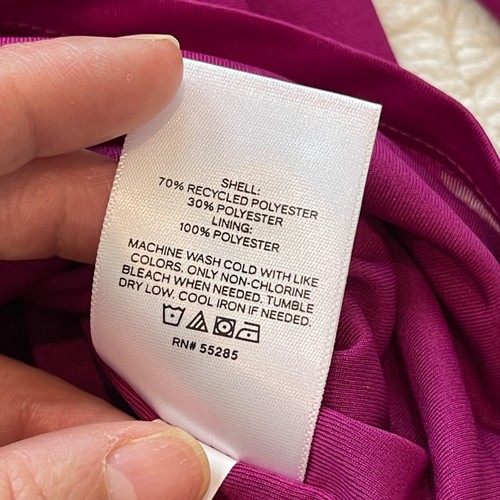 SHELL:
70% RECYCLED POLYESTER
30% POLYESTER
LINING:
100% POLYESTER
MACHINE WASH COLD WITH LIKE
COLORS. ONLY NON-CHLORINE
BLEACH WHEN NEEDED. TUMBLE
DRY LOW. COOL IRON IF NEEDED.
RN# 55285